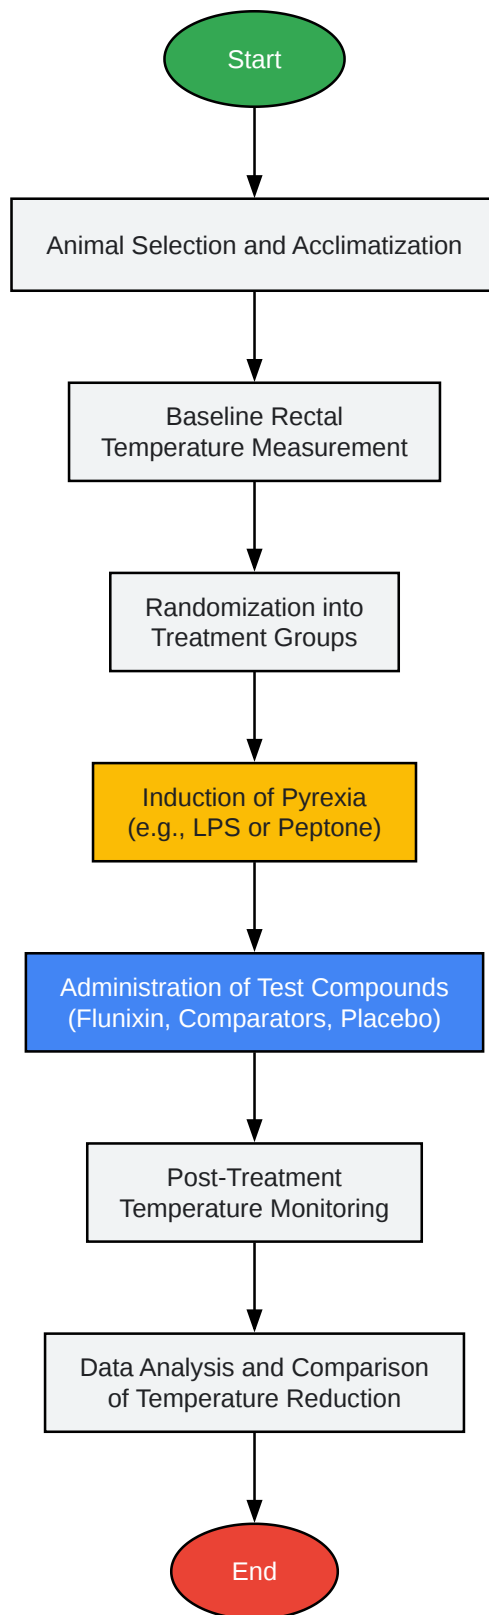 Start
Animal Selection and Acclimatization
Baseline Rectal
Temperature Measurement
Randomization into
Treatment Groups
Induction of Pyrexia
(e.g., LPS or Peptone)
Administration of Test Compounds
(Flunixin, Comparators, Placebo)
Post-Treatment
Temperature Monitoring
Data Analysis and Comparison
of Temperature Reduction
End